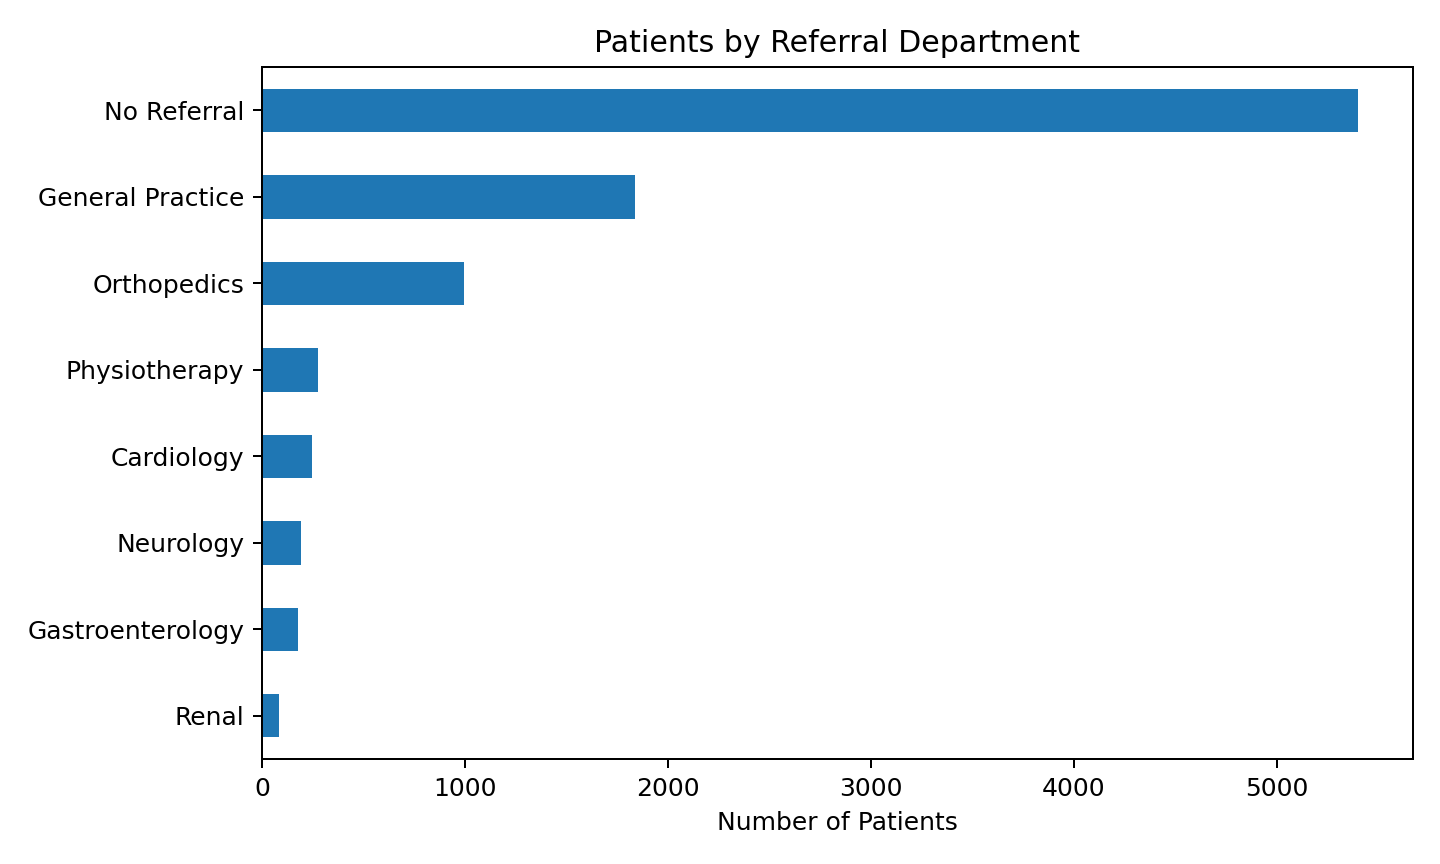 Patients by Referral Department
No Referral
General Practice
Orthopedics
Physiotherapy
Cardiology
Neurology
Gastroenterology
Renal
0 1000 2000 3000 4000 5000
Number of Patients